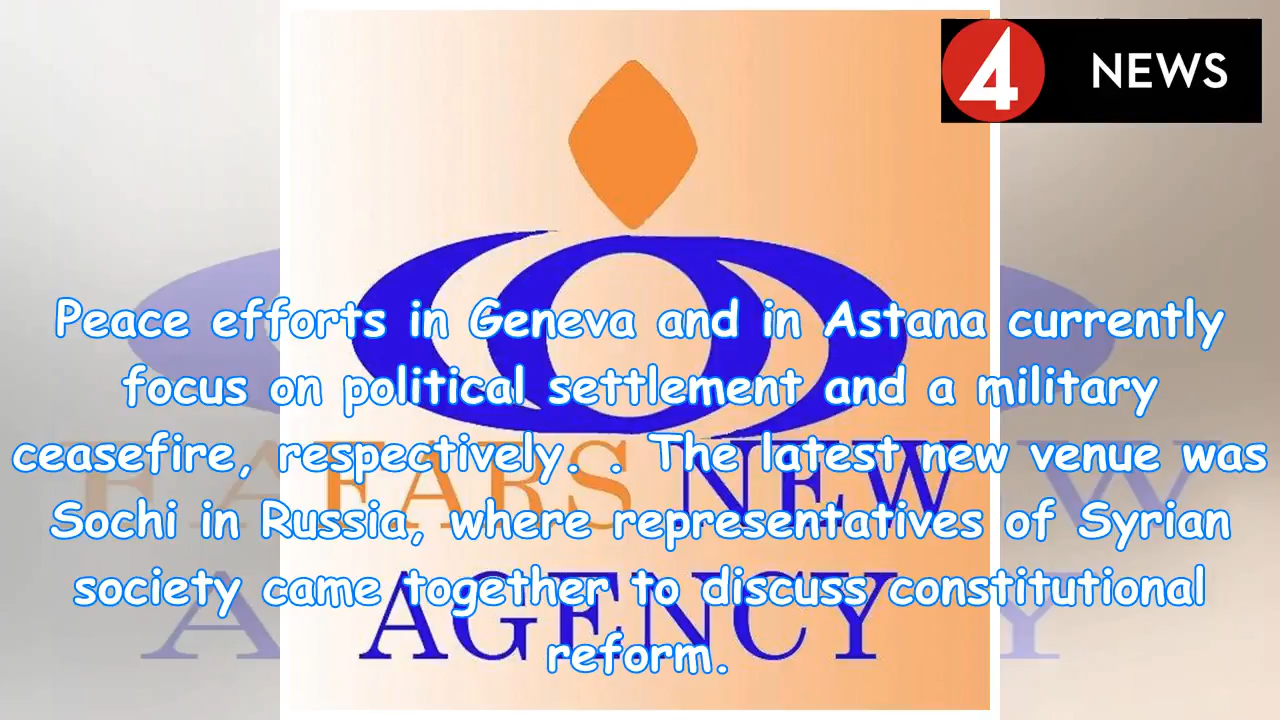 4 NEWS
Peace efforts in Geneva and in Astana currently
focus on political settlement and a military
ceasefire, respectively. . The latest new venue was
Sochi in Russia, where representatives of Syrian
society came together to discuss constitutional
reform.
FARS NEW
AGENCY